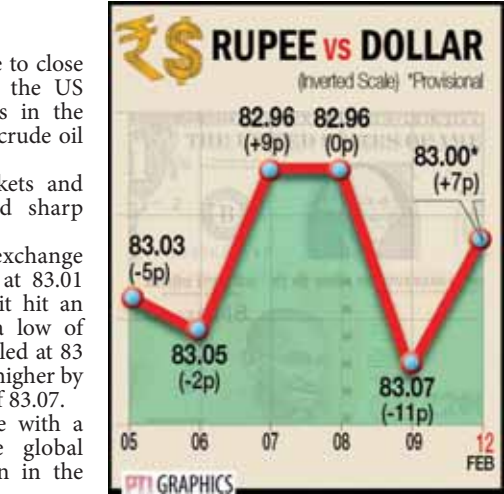 e to close
the US
s in the
crude oil
kets and
d sharp
exchange
at 83.01
it hit an
a low of
led at 83
higher by
f 83.07.
e with a
e global
n in the
₹$ RUPEE vs DOLLAR
(Inverted Scale) *Provisional
82.96 82.96
(+9p) (0p)
83.00*
(+7p)
83.03
(-5p)
83.05
(-2p)
83.07
(-11p)
05 06 07 08 09 12
FEB
PTI GRAPHICS